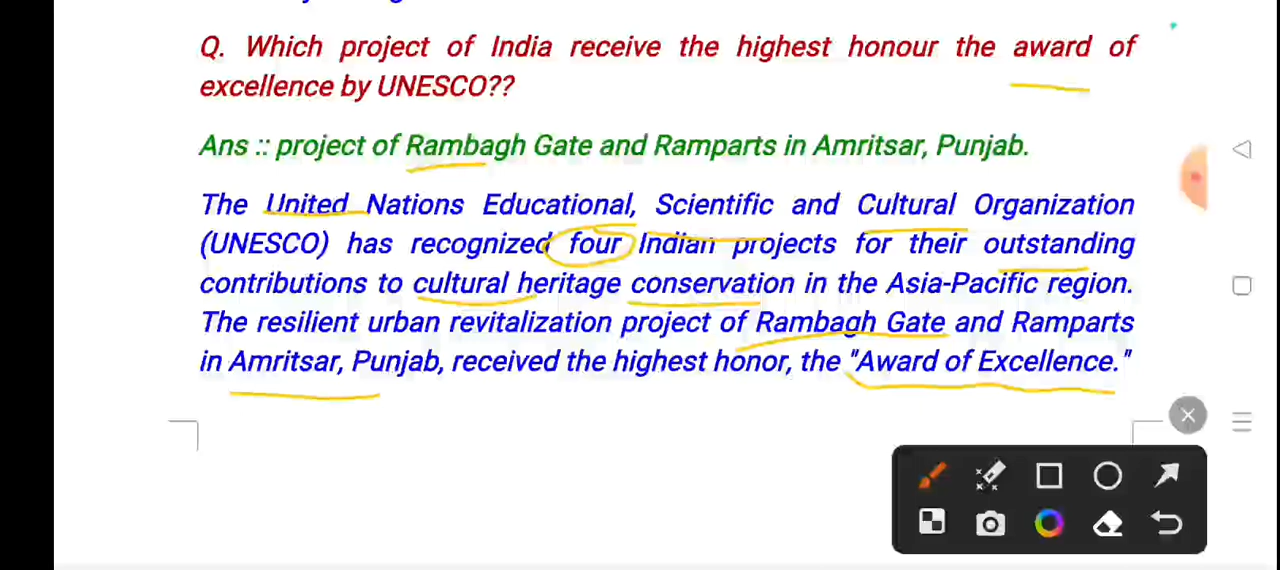 Q. Which project of India receive the highest honour the award of
excellence by UNESCO??
Ans :: project of Rambagh Gate and Ramparts in Amritsar, Punjab.
The United Nations Educational, Scientific and Cultural Organization
(UNESCO) has recognized four Indian projects for their outstanding
contributions to cultural heritage conservation in the Asia-Pacific region.
The resilient urban revitalization project of Rambagh Gate and Ramparts
in Amritsar, Punjab, received the highest honor, the "Award of Excellence."